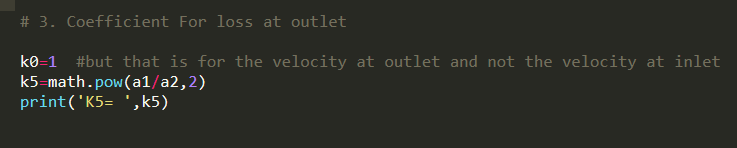 # 3. Coefficient For loss at outlet
k0=1  #but that is for the velocity at outlet and not the velocity at inlet
k5=math.pow(a1/a2,2)
print('K5= ',k5)